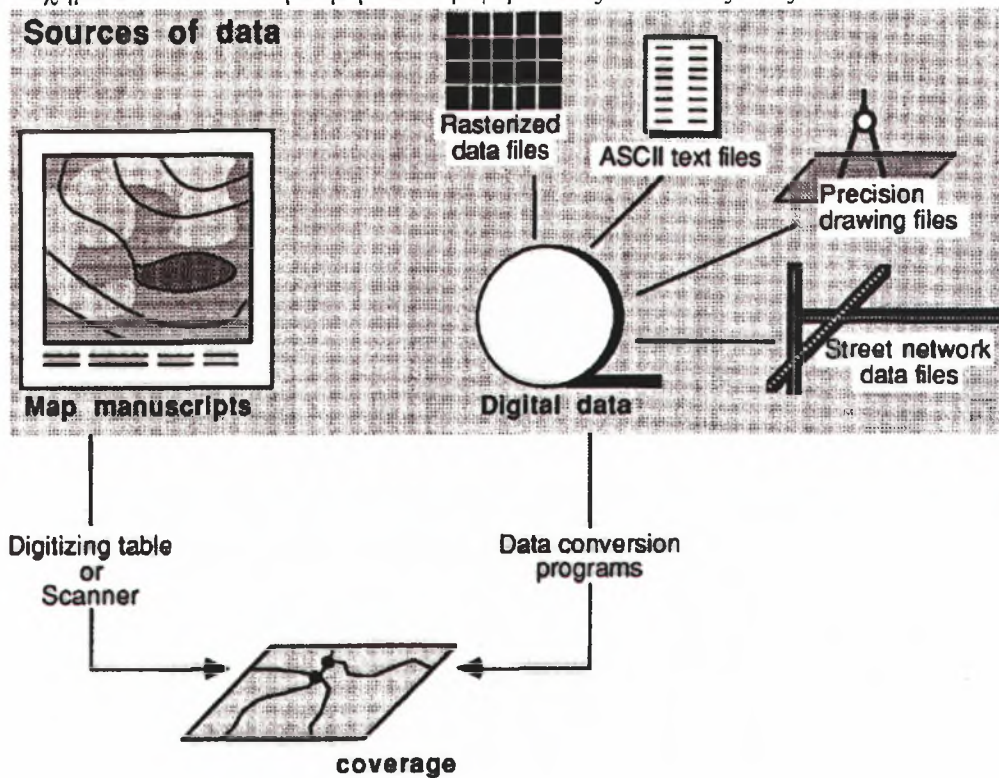 Sources of data
Rasterized
data files
ASCII text files
Precision
drawing files
Street network
data files
Map manuscripts
Digital data
Digitizing table
or
Scanner
Data conversion
programs
coverage